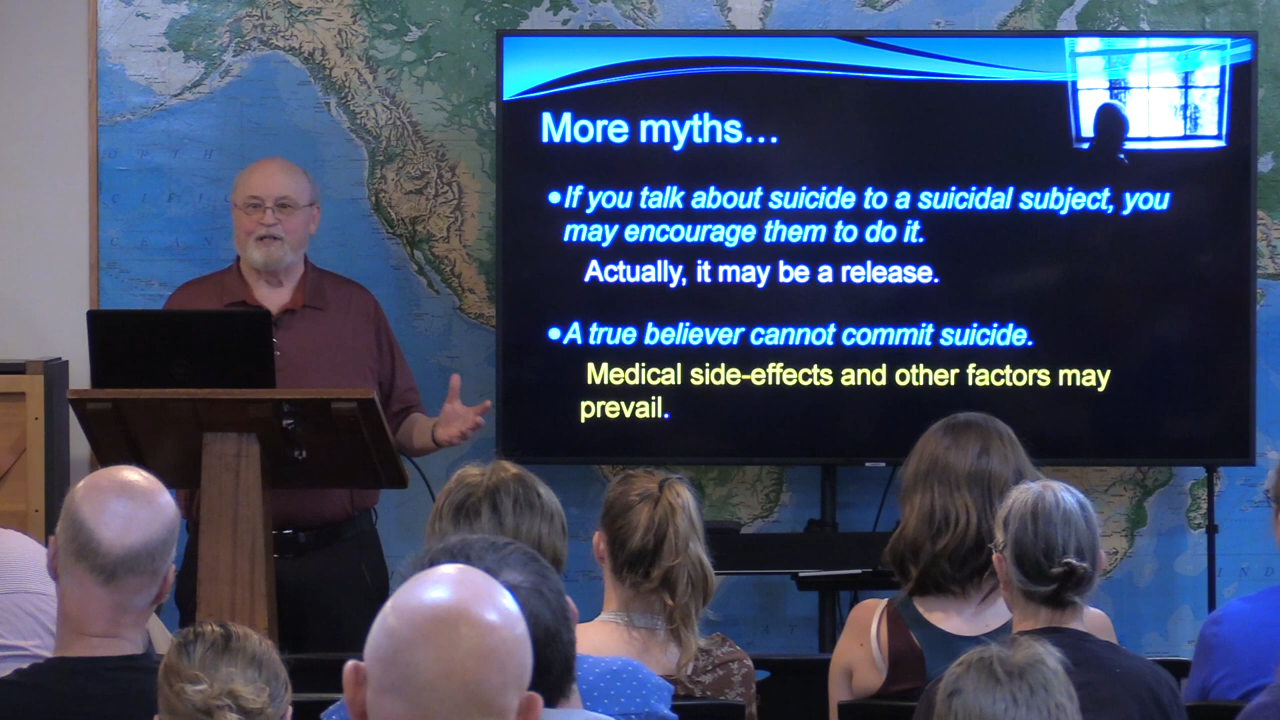 More myths…
•If you talk about suicide to a suicidal subject, you
may encourage them to do it.
Actually, it may be a release.
•A true believer cannot commit suicide.
Medical side-effects and other factors may
prevail.